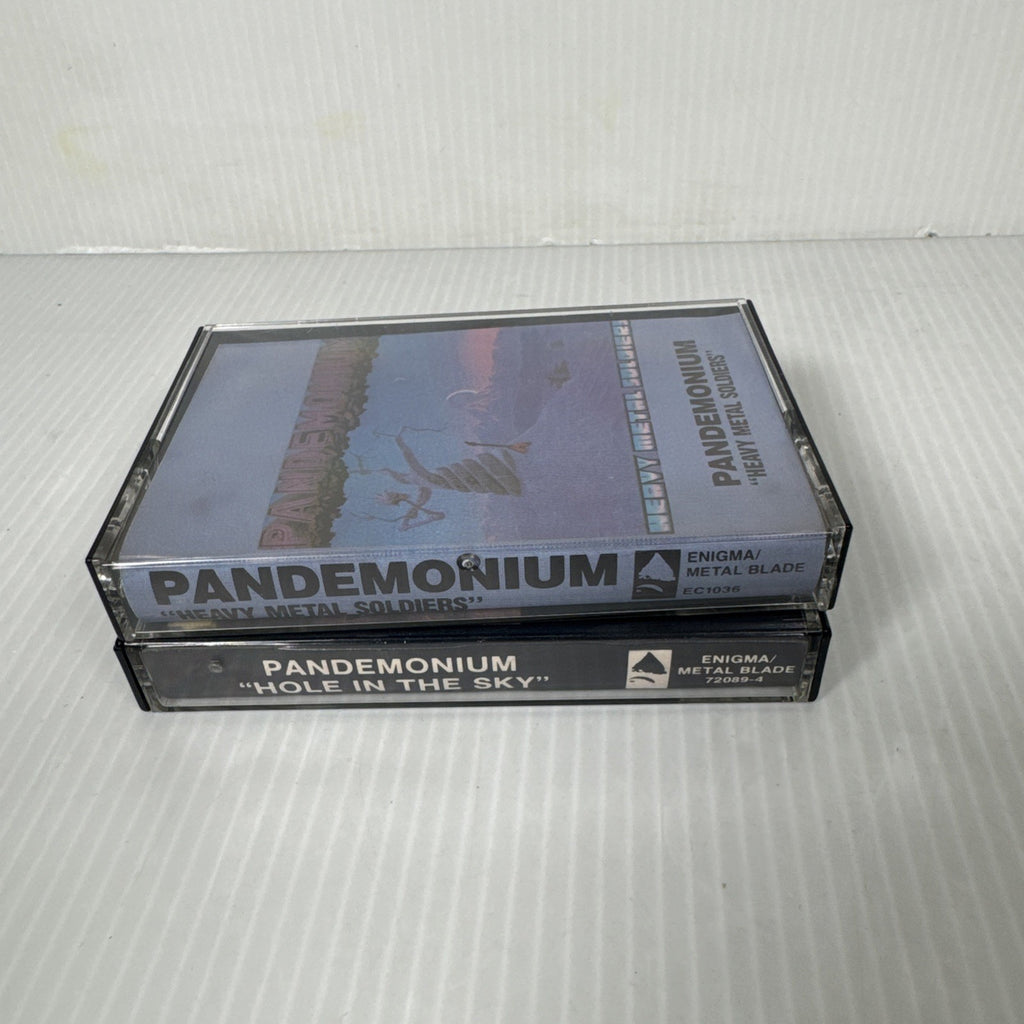 PANDEMONIUM
HEAVY METAL SOLDIERS
PANDEMONIUM
"HEAVY METAL SOLDIERS"
PANDEMONIUM
"HEAVY METAL SOLDIERS"
ENIGMA/
METAL BLADE
EC1036
PANDEMONIUM
"HOLE IN THE SKY"
ENIGMA/
METAL BLADE
72089-4